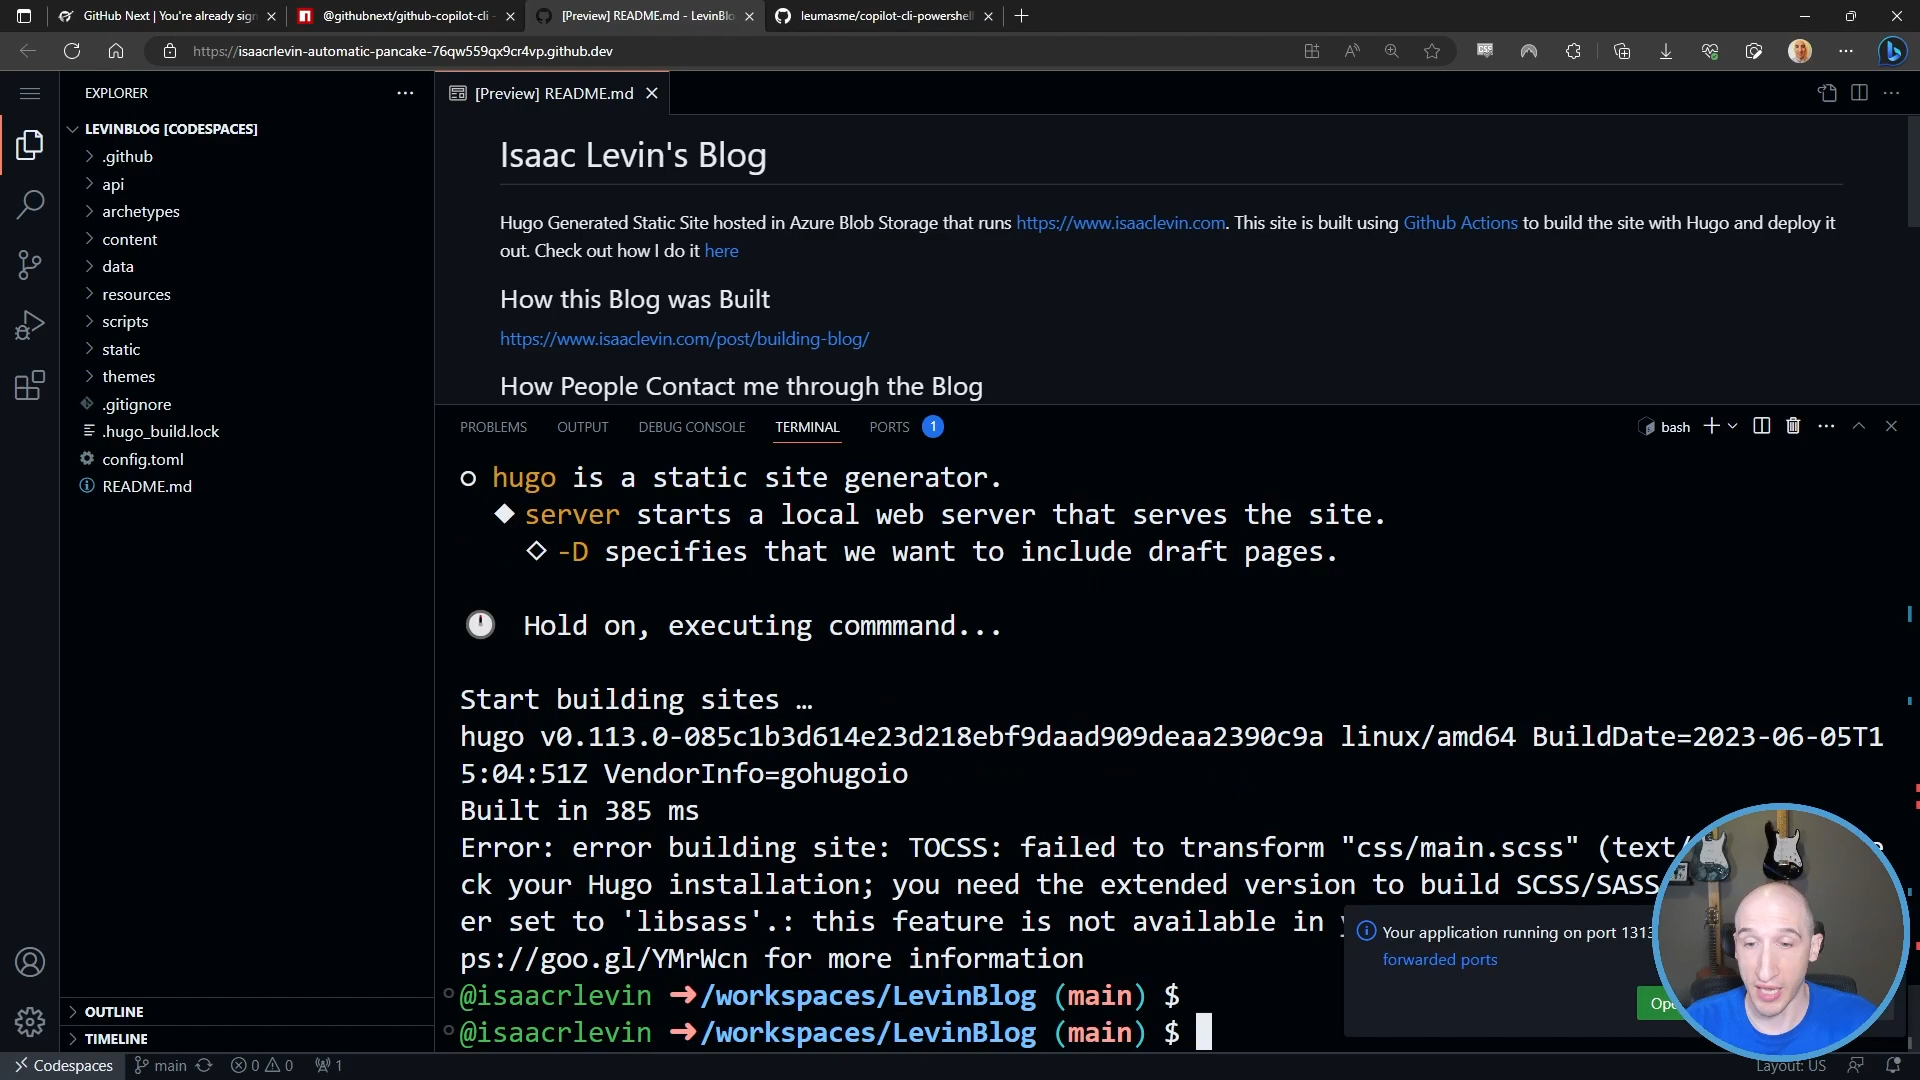 GitHub Next | You're already sign
@githubnext/github-copilot-cli -
[Preview] README.md - LevinBlo
leumasme/copilot-cli-powershell
https://isaacrlevin-automatic-pancake-76qw559qx9cr4vp.github.dev
EXPLORER
LEVINBLOG [CODESPACES]
.github
api
archetypes
content
data
resources
scripts
static
themes
.gitignore
.hugo_build.lock
config.toml
README.md
OUTLINE
TIMELINE
[Preview] README.md
Isaac Levin's Blog
Hugo Generated Static Site hosted in Azure Blob Storage that runs https://www.isaaclevin.com. This site is built using Github Actions to build the site with Hugo and deploy it
out. Check out how I do it here
How this Blog was Built
https://www.isaaclevin.com/post/building-blog/
How People Contact me through the Blog
PROBLEMS OUTPUT DEBUG CONSOLE TERMINAL PORTS 1
bash
hugo is a static site generator.
server starts a local web server that serves the site.
-D specifies that we want to include draft pages.
Hold on, executing commmand...
Start building sites …
hugo v0.113.0-085c1b3d614e23d218ebf9daad909deaa2390c9a linux/amd64 BuildDate=2023-06-05T1
5:04:51Z VendorInfo=gohugoio
Built in 385 ms
Error: error building site: TOCSS: failed to transform "css/main.scss" (text/
ck your Hugo installation; you need the extended version to build SCSS/SASS
er set to 'libsass'.: this feature is not available in
ps://goo.gl/YMrWcn for more information
@isaacrlevin ➜/workspaces/LevinBlog (main) $
@isaacrlevin ➜/workspaces/LevinBlog (main) $
Your application running on port 1313
forwarded ports
Ope
Codespaces main 0 0 1
Layout: US